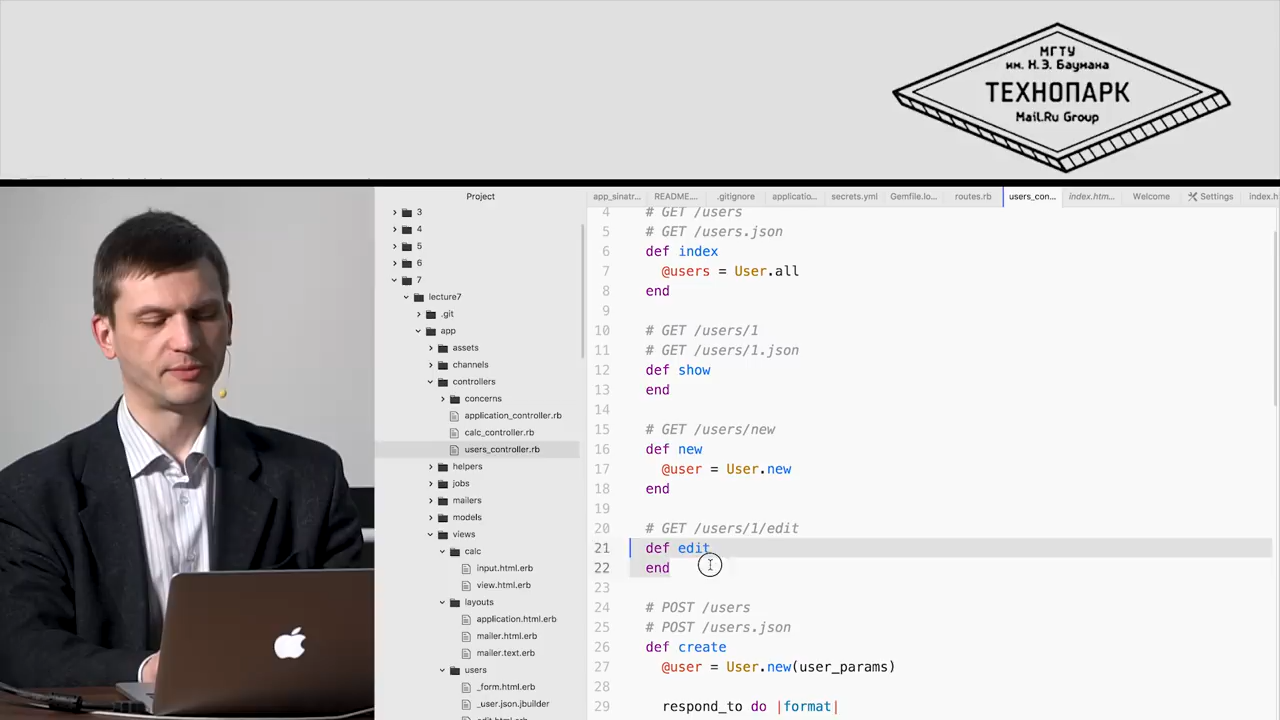 МГТУ
им. Н.Э. Баумана
ТЕХНОПАРК
Mail.Ru Group
Project
app_sinatr... README.... .gitignore applicatio... secrets.yml Gemfile.lo... routes.rb users_con... index.htm... Welcome Settings index.h
3
4
5
6
7
lecture7
.git
app
assets
channels
controllers
concerns
application_controller.rb
calc_controller.rb
users_controller.rb
helpers
jobs
mailers
models
views
calc
input.html.erb
view.html.erb
layouts
application.html.erb
mailer.html.erb
mailer.text.erb
users
_form.html.erb
_user.json.jbuilder
edit.html.erb
4 # GET /users
5 # GET /users.json
6 def index
7 @users = User.all
8 end
9
10 # GET /users/1
11 # GET /users/1.json
12 def show
13 end
14
15 # GET /users/new
16 def new
17 @user = User.new
18 end
19
20 # GET /users/1/edit
21 def edit
22 end
23
24 # POST /users
25 # POST /users.json
26 def create
27 @user = User.new(user_params)
28
29 respond_to do |format|